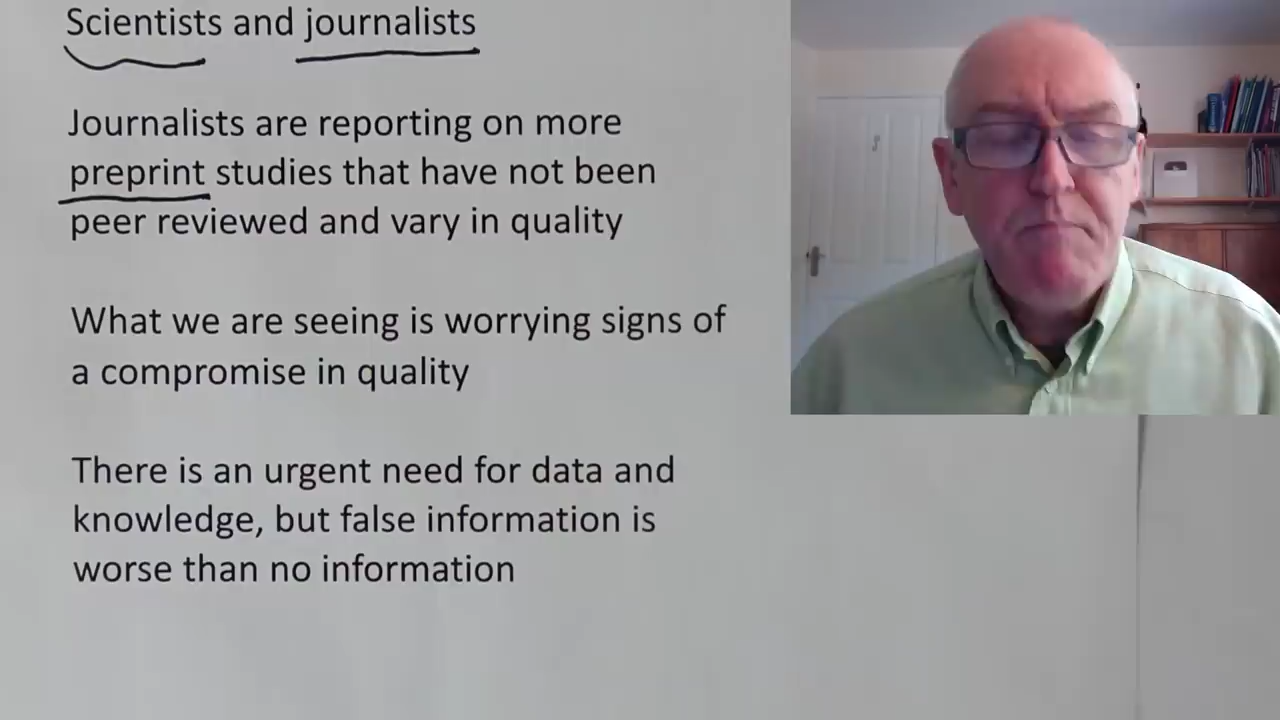 Scientists and journalists
Journalists are reporting on more
preprint studies that have not been
peer reviewed and vary in quality
What we are seeing is worrying signs of
a compromise in quality
There is an urgent need for data and
knowledge, but false information is
worse than no information